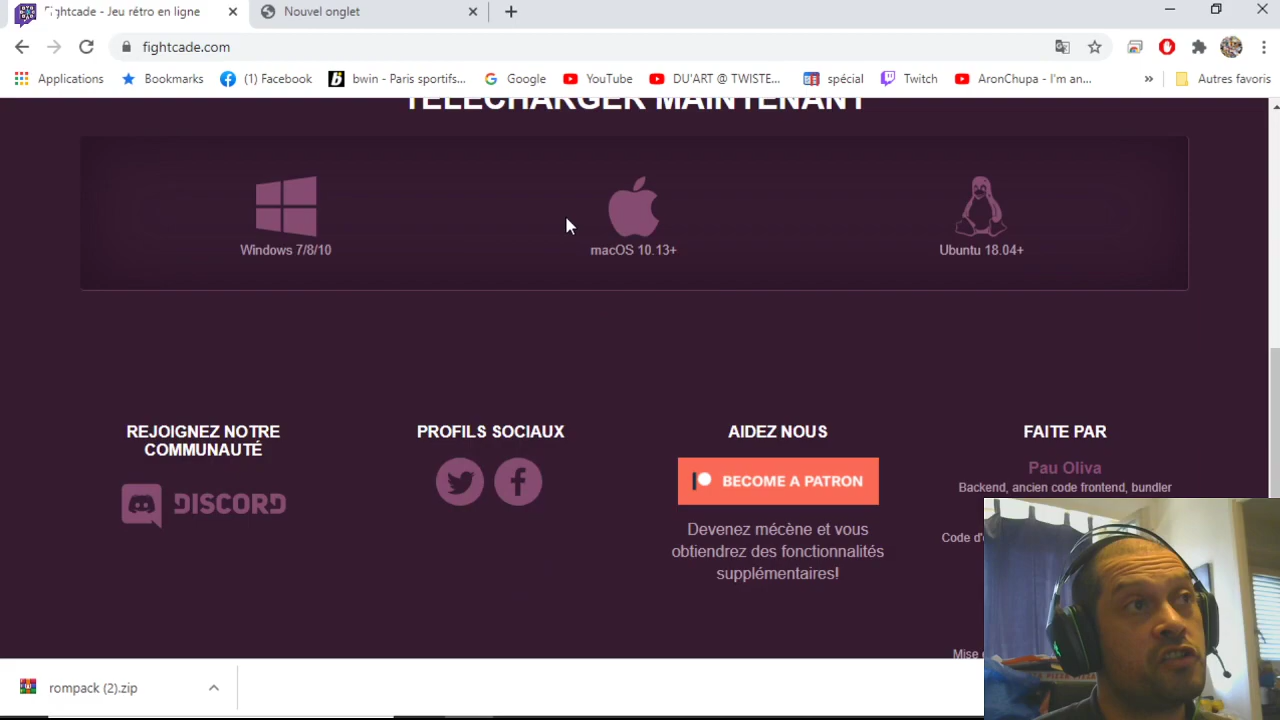 Fightcade - Jeu rétro en ligne
Nouvel onglet
fightcade.com
Applications
Bookmarks
(1) Facebook
bwin - Paris sportifs...
Google
YouTube
DU'ART @ TWISTE...
spécial
Twitch
AronChupa - I'm an...
»
Autres favoris
TÉLÉCHARGER MAINTENANT
Windows 7/8/10
macOS 10.13+
Ubuntu 18.04+
REJOIGNEZ NOTRE
COMMUNAUTÉ
DISCORD
PROFILS SOCIAUX
AIDEZ NOUS
BECOME A PATRON
Devenez mécène et vous
obtiendrez des fonctionnalités
supplémentaires!
FAITE PAR
Pau Oliva
Backend, ancien code frontend, bundler
Code d'
Mise
rompack (2).zip